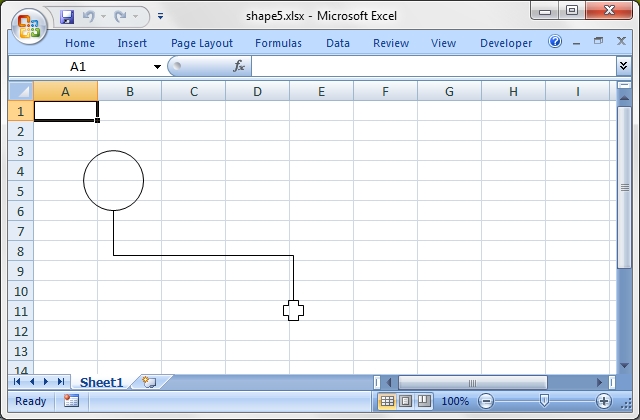 shape5.xlsx - Microsoft Excel
Home Insert Page Layout Formulas Data Review View Developer
A1 fx
A B C D E F G H I
1
2
3
4
5
6
7
8
9
10
11
12
13
14
Sheet1
Ready 100%